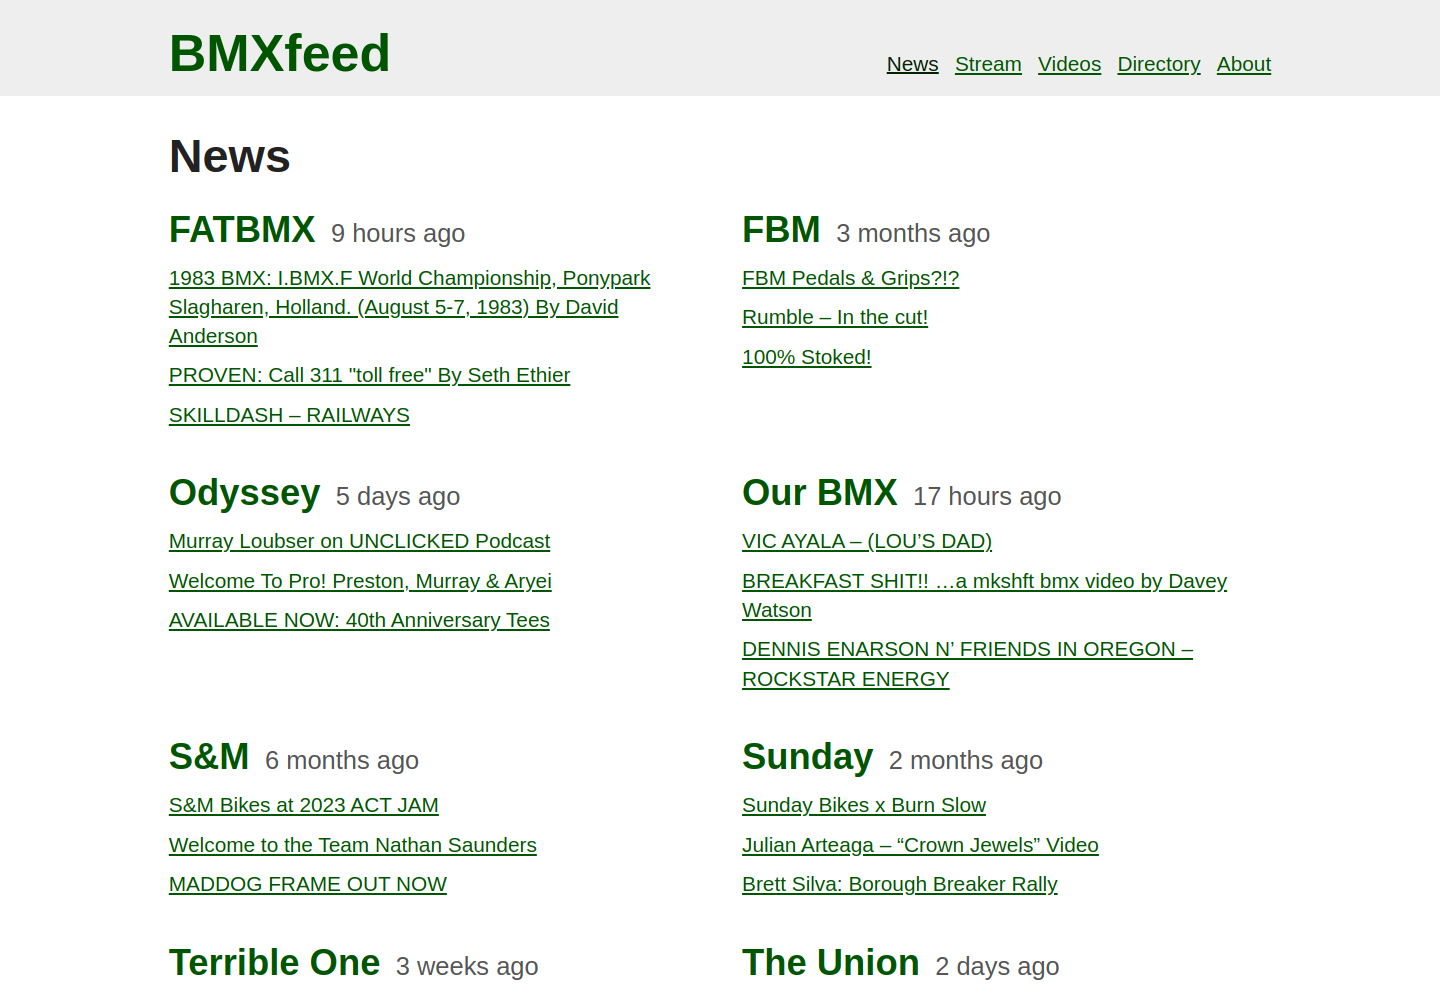 BMXfeed
News Stream Videos Directory About
News
FATBMX 9 hours ago
1983 BMX: I.BMX.F World Championship, Ponypark
Slagharen, Holland. (August 5-7, 1983) By David
Anderson
PROVEN: Call 311 "toll free" By Seth Ethier
SKILLDASH – RAILWAYS
FBM 3 months ago
FBM Pedals & Grips?!?
Rumble – In the cut!
100% Stoked!
Odyssey 5 days ago
Murray Loubser on UNCLICKED Podcast
Welcome To Pro! Preston, Murray & Aryei
AVAILABLE NOW: 40th Anniversary Tees
Our BMX 17 hours ago
VIC AYALA – (LOU’S DAD)
BREAKFAST SHIT!! …a mkshft bmx video by Davey
Watson
DENNIS ENARSON N’ FRIENDS IN OREGON –
ROCKSTAR ENERGY
S&M 6 months ago
S&M Bikes at 2023 ACT JAM
Welcome to the Team Nathan Saunders
MADDOG FRAME OUT NOW
Sunday 2 months ago
Sunday Bikes x Burn Slow
Julian Arteaga – “Crown Jewels” Video
Brett Silva: Borough Breaker Rally
Terrible One 3 weeks ago
The Union 2 days ago